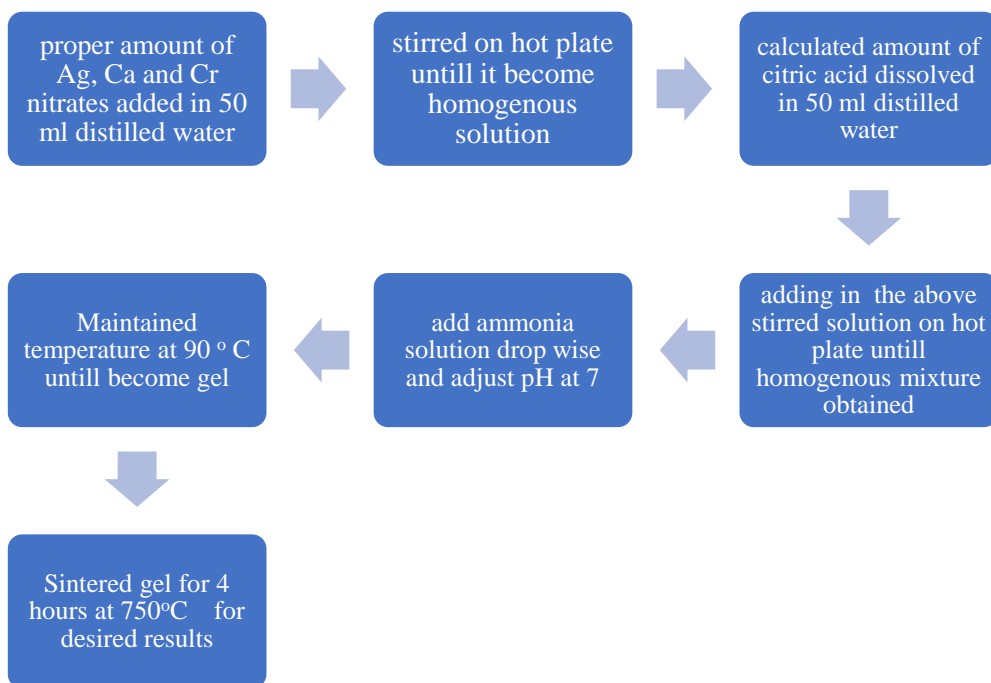 proper amount of
Ag, Ca and Cr
nitrates added in 50
ml distilled water
stirred on hot plate
untill it become
homogenous
solution
calculated amount of
citric acid dissolved
in 50 ml distilled
water
adding in the above
stirred solution on hot
plate untill
homogenous mixture
obtained
add ammonia
solution drop wise
and adjust pH at 7
Maintained
temperature at 90 º C
untill become gel
Sintered gel for 4
hours at 750ºC for
desired results